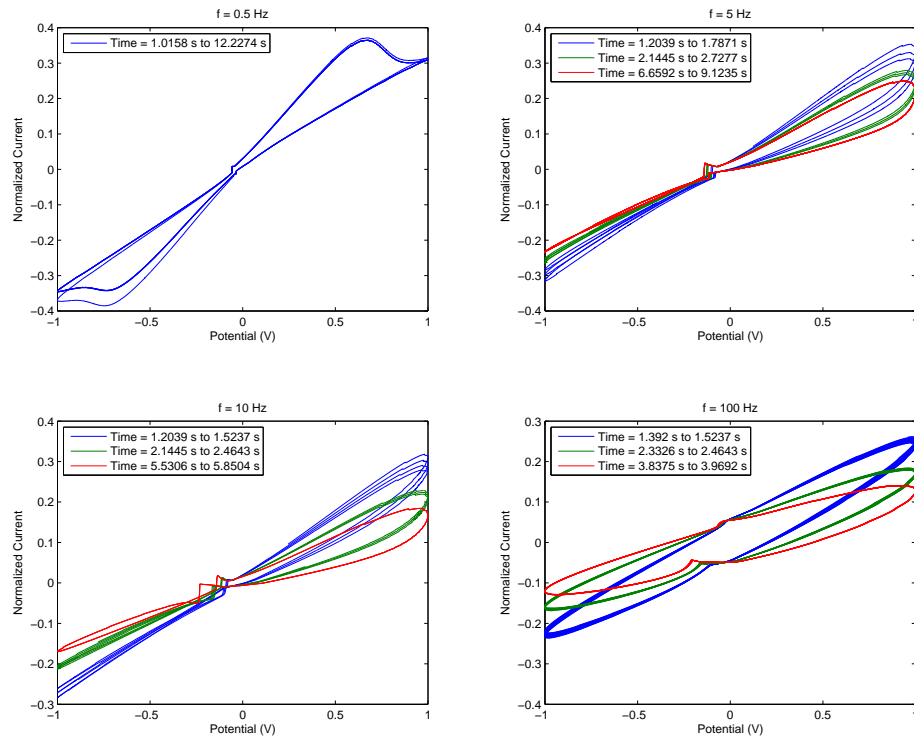 f = 0.5 Hz
Time = 1.0158 s to 12.2274 s
Normalized Current
0.4
0.3
0.2
0.1
0
−0.1
−0.2
−0.3
−0.4
−1
−0.5
0
0.5
1
Potential (V)
f = 5 Hz
Time = 1.2039 s to 1.7871 s
Time = 2.1445 s to 2.7277 s
Time = 6.6592 s to 9.1235 s
Normalized Current
0.4
0.3
0.2
0.1
0
−0.1
−0.2
−0.3
−0.4
−1
−0.5
0
0.5
1
Potential (V)
f = 10 Hz
Time = 1.2039 s to 1.5237 s
Time = 2.1445 s to 2.4643 s
Time = 5.5306 s to 5.8504 s
Normalized Current
0.4
0.3
0.2
0.1
0
−0.1
−0.2
−0.3
−1
−0.5
0
0.5
1
Potential (V)
f = 100 Hz
Time = 1.392 s to 1.5237 s
Time = 2.3326 s to 2.4643 s
Time = 3.8375 s to 3.9692 s
Normalized Current
0.3
0.2
0.1
0
−0.1
−0.2
−0.3
−0.4
−1
−0.5
0
0.5
1
Potential (V)